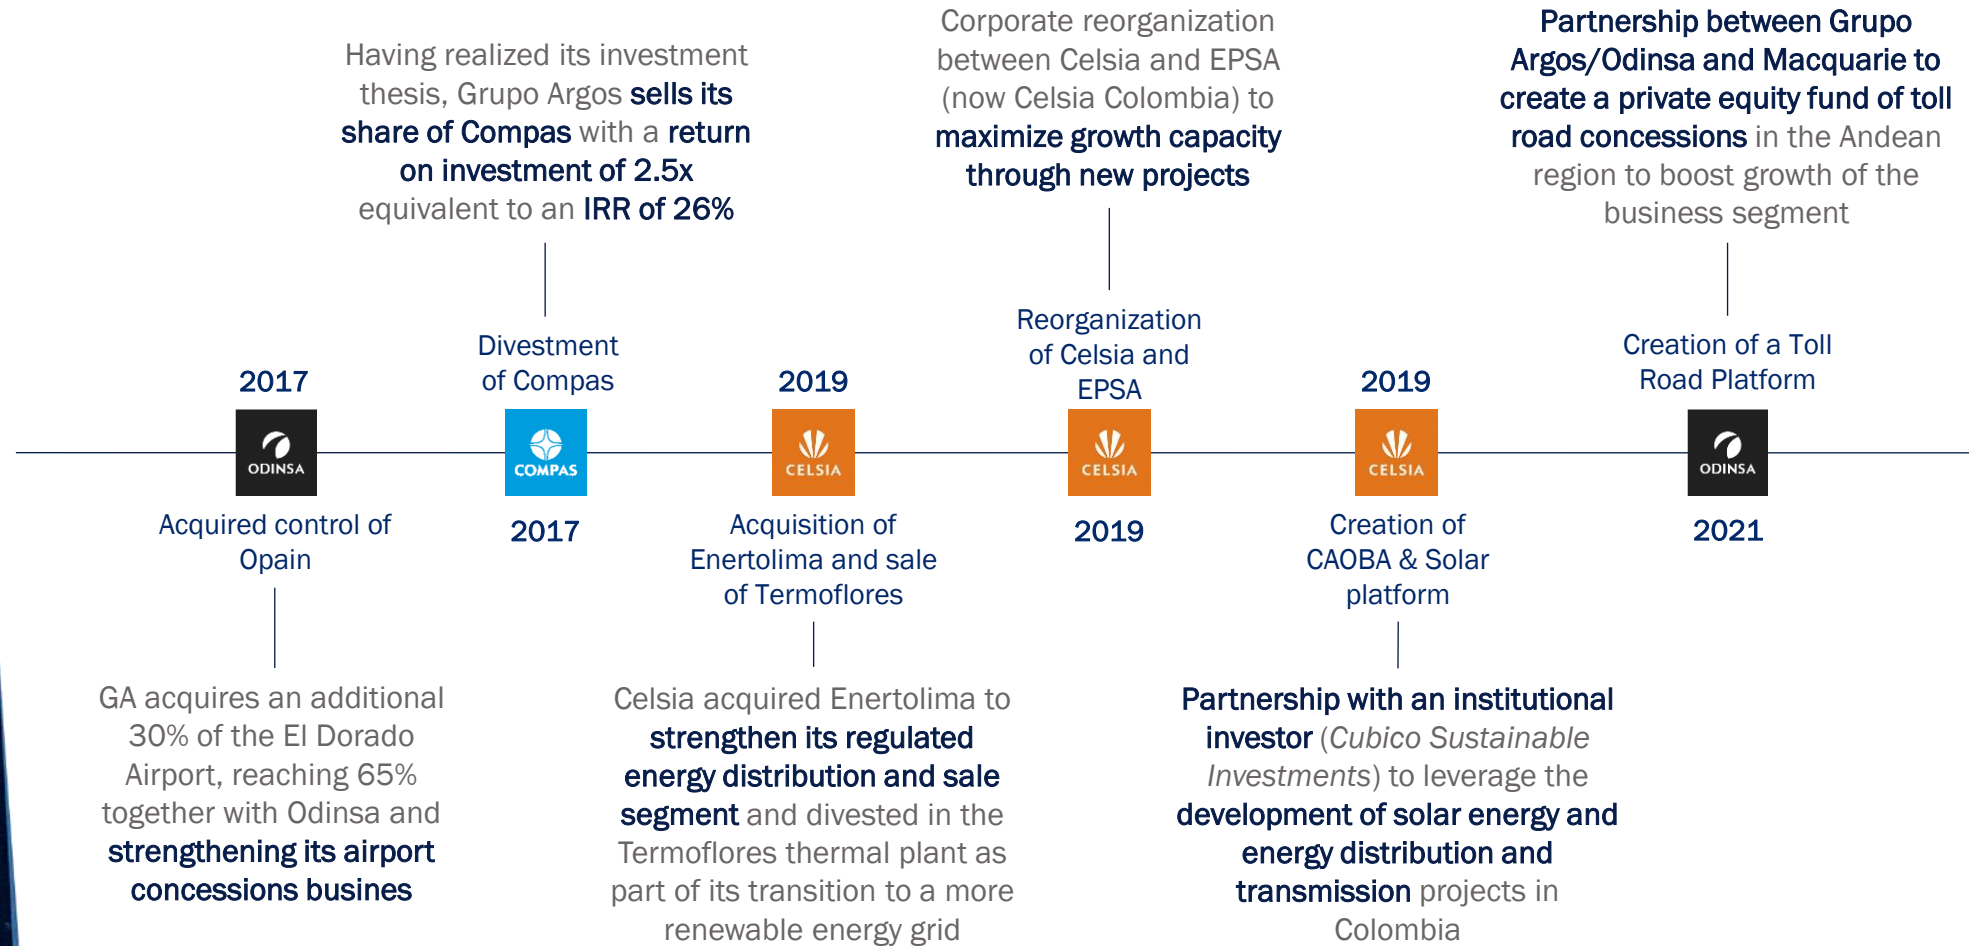 2017
ODINSA
Acquired control of
Opain
GA acquires an additional
30% of the El Dorado
Airport, reaching 65%
together with Odinsa and
strengthening its airport
concessions busines
Having realized its investment
thesis, Grupo Argos sells its
share of Compas with a return
on investment of 2.5x
equivalent to an IRR of 26%
Divestment
of Compas
COMPAS
2017
2019
CELSIA
Acquisition of
Enertolima and sale
of Termoflores
Celsia acquired Enertolima to
strengthen its regulated
energy distribution and sale
segment and divested in the
Termoflores thermal plant as
part of its transition to a more
renewable energy grid
Corporate reorganization
between Celsia and EPSA
(now Celsia Colombia) to
maximize growth capacity
through new projects
Reorganization
of Celsia and
EPSA
CELSIA
2019
2019
CELSIA
Creation of
CAOBA & Solar
platform
Partnership with an institutional
investor (Cubico Sustainable
Investments) to leverage the
development of solar energy and
energy distribution and
transmission projects in
Colombia
Partnership between Grupo
Argos/Odinsa and Macquarie to
create a private equity fund of toll
road concessions in the Andean
region to boost growth of the
business segment
Creation of a Toll
Road Platform
ODINSA
2021